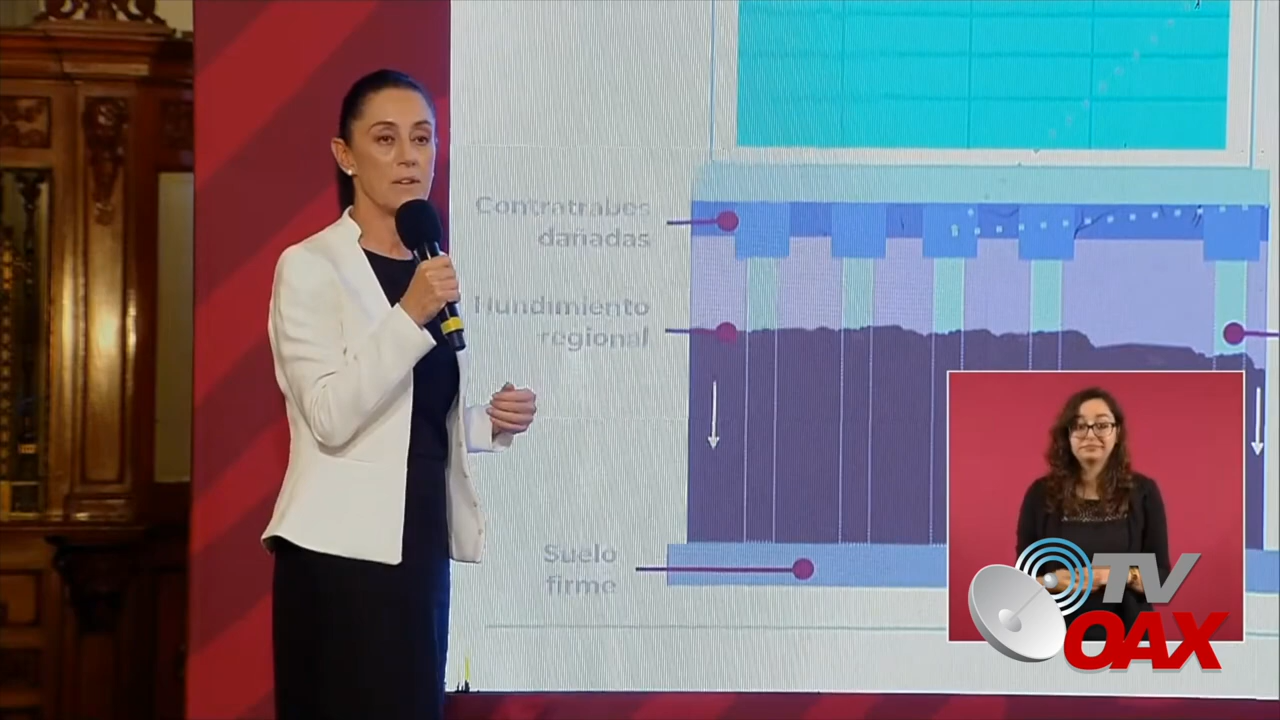 Contratrabes
dañadas
Hundimiento
regional
Suelo
firme
TV
OAX